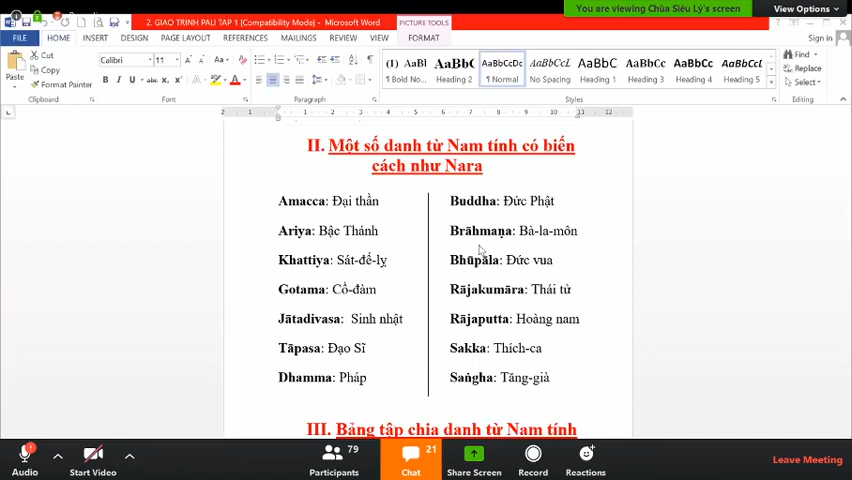 You are viewing Chùa Siêu Lý's screen
View Options
2. GIAO TRINH PALI TAP 1 [Compatibility Mode] - Microsoft Word
PICTURE TOOLS
Sign in
FILE HOME INSERT DESIGN PAGE LAYOUT REFERENCES MAILINGS REVIEW VIEW FORMAT
Cut
Copy
Format Painter
Paste
Clipboard
Calibri 11
Font
Paragraph
¶ Bold No...
Heading 2
¶ Normal
No Spacing
Heading 1
Heading 3
Heading 4
Heading 5
Styles
Find
Replace
Select
Editing
II. Một số danh từ Nam tính có biến
cách như Nara
Amacca: Đại thần
Ariya: Bậc Thánh
Khattiya: Sát-đế-lỵ
Gotama: Cồ-đàm
Jātadivasa: Sinh nhật
Tāpasa: Đạo Sĩ
Dhamma: Pháp
Buddha: Đức Phật
Brāhmaṇa: Bà-la-môn
Bhūpāla: Đức vua
Rājakumāra: Thái tử
Rājaputta: Hoàng nam
Sakka: Thích-ca
Saṅgha: Tăng-già
III. Bảng tập chia danh từ Nam tính
Audio
Start Video
79
Participants
21
Chat
Share Screen
Record
Reactions
Leave Meeting